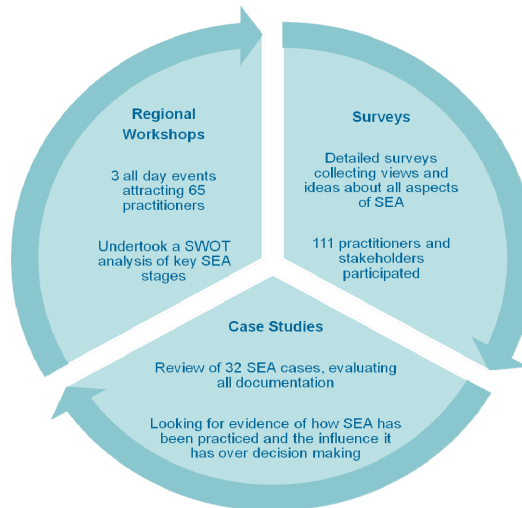 Regional
Workshops
3 all day events
attracting 65
practitioners
Undertook a SWOT
analysis of key SEA
stages
Surveys
Detailed surveys
collecting views and
ideas about all aspects
of SEA
111 practitioners and
stakeholders
participated
Case Studies
Review of 32 SEA cases, evaluating
all documentation
Looking for evidence of how SEA has
been practiced and the influence it
has over decision making